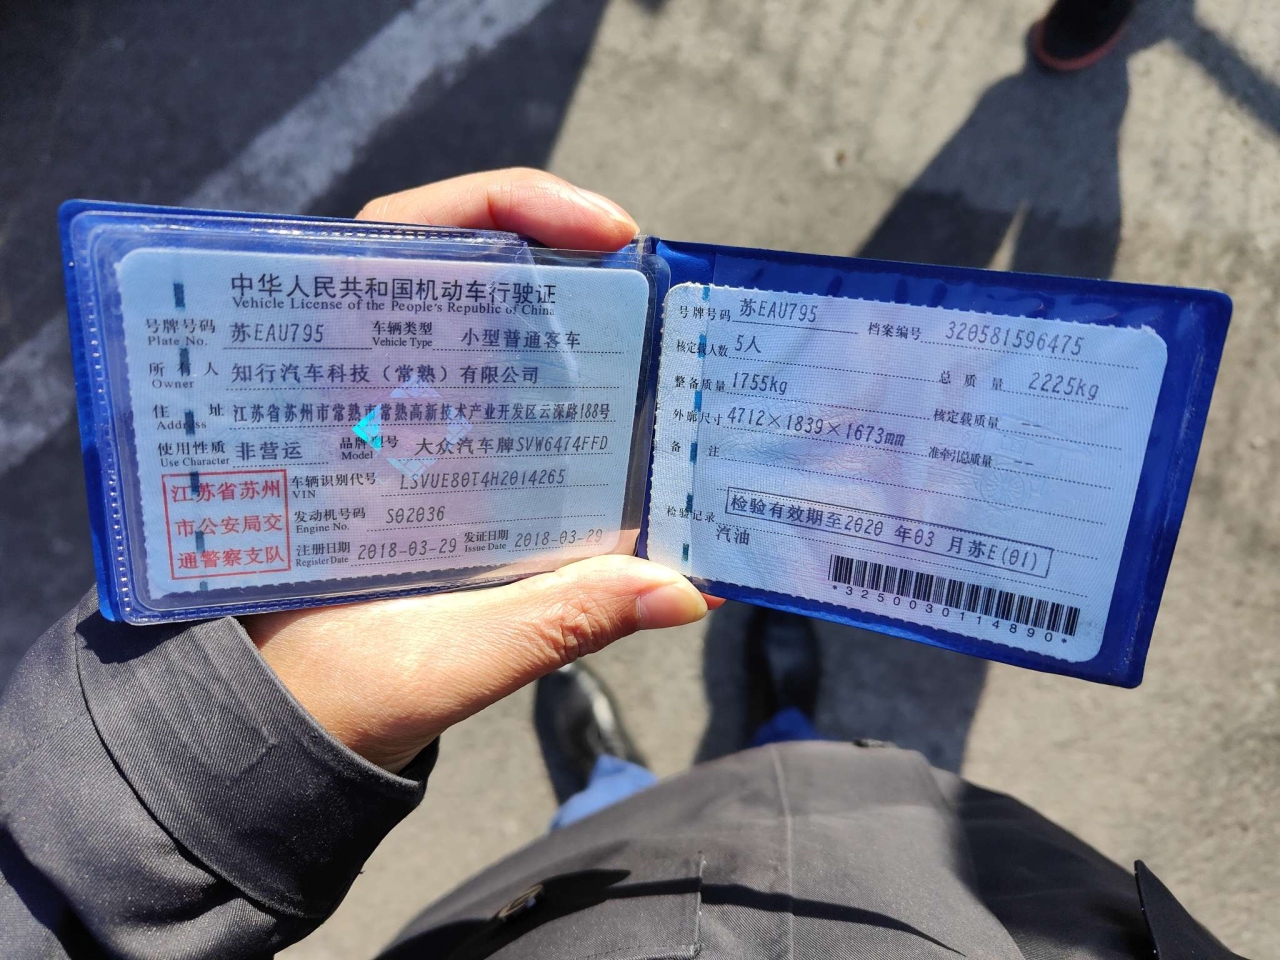 中华人民共和国机动车行驶证
Vehicle License of the People's Republic of China
号牌号码 苏EAU795 车辆类型 小型普通客车
Plate No. Vehicle Type
所有人 知行汽车科技（常熟）有限公司
Owner
住址 江苏省苏州市常熟市常熟高新技术产业开发区云深路188号
Address
使用性质 非营运 品牌型号 大众汽车牌SVW6474FFD
Use Character Model
江苏省苏州
市公安局交
通警察支队
车辆识别代号 LSVUE80T4H2014265
VIN
发动机号码 S02036
Engine No.
注册日期 2018-03-29 发证日期 2018-03-29
Register Date Issue Date
号牌号码 苏EAU795 档案编号 320581596475
核定载人数 5人 总质量 2225kg
整备质量 1755kg 核定载质量 --
外廓尺寸 4712×1839×1673mm 准牵引总质量 --
备注
检验有效期至2020 年03 月苏E(01)
检验记录
汽油
*3250030114890*